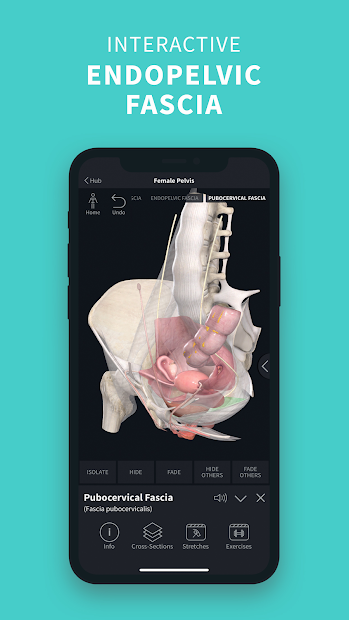 INTERACTIVE
ENDOPELVIC
FASCIA
Hub
Female Pelvis
Home
Undo
SCIA
ENDOPELVIC FASCIA
PUBOCERVICAL FASCIA
ISOLATE
HIDE
FADE
HIDE
OTHERS
FADE
OTHERS
Pubocervical Fascia
(Fascia pubocervicalis)
Info
Cross-Sections
Stretches
Exercises